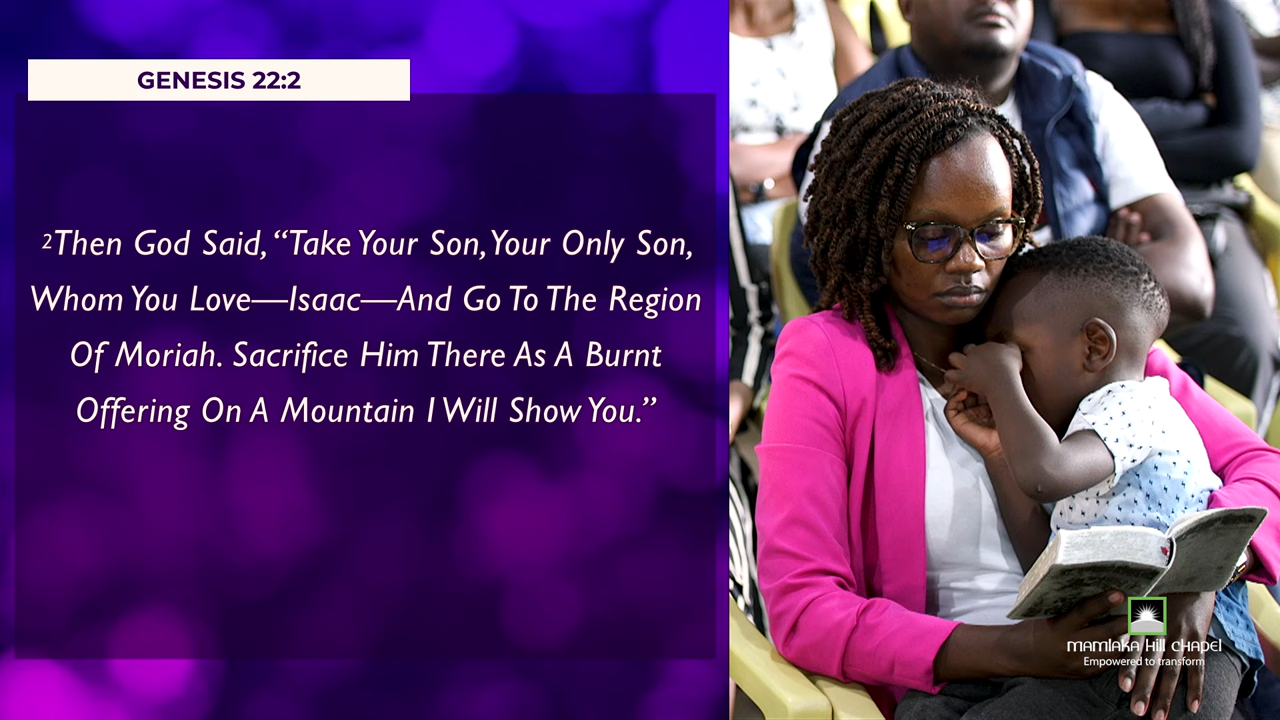 GENESIS 22:2
2Then God Said, “Take Your Son, Your Only Son,
Whom You Love—Isaac—And Go To The Region
Of Moriah. Sacrifice Him There As A Burnt
Offering On A Mountain I Will Show You.”
mamlaka hill chapel
Empowered to transform